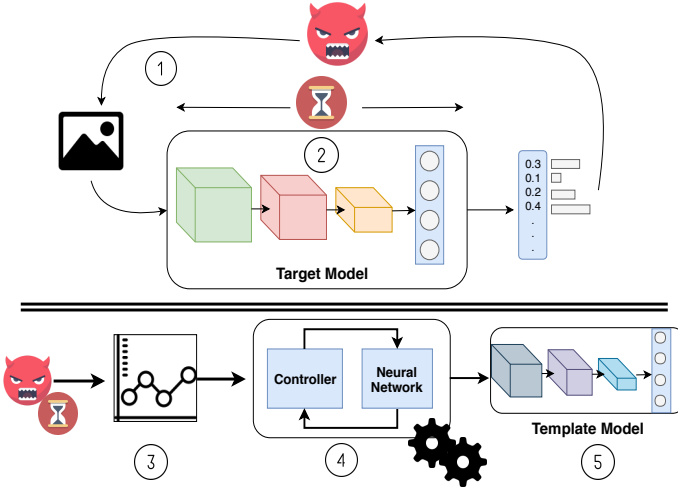 1
2
0.3
0.1
0.2
0.4
.
.
.
Target Model
Controller
Neural
Network
Template Model
3
4
5